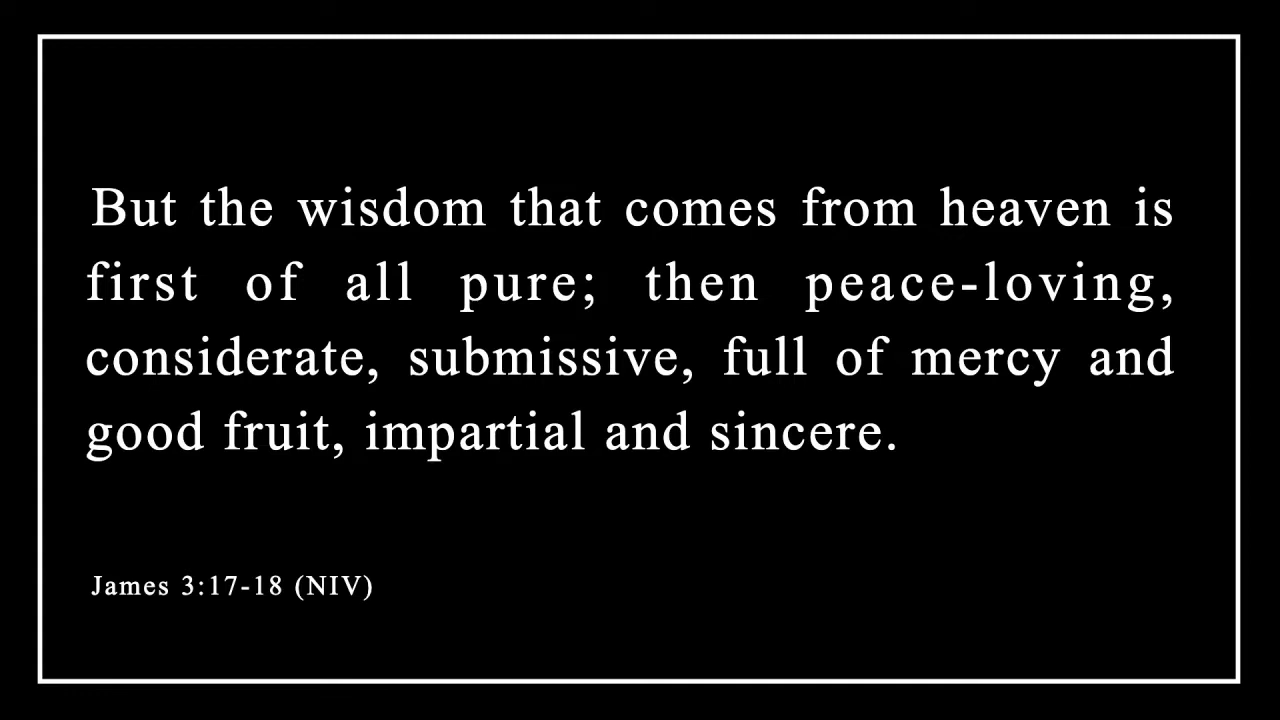 But the wisdom that comes from heaven is
first of all pure; then peace-loving,
considerate, submissive, full of mercy and
good fruit, impartial and sincere.
James 3:17-18 (NIV)